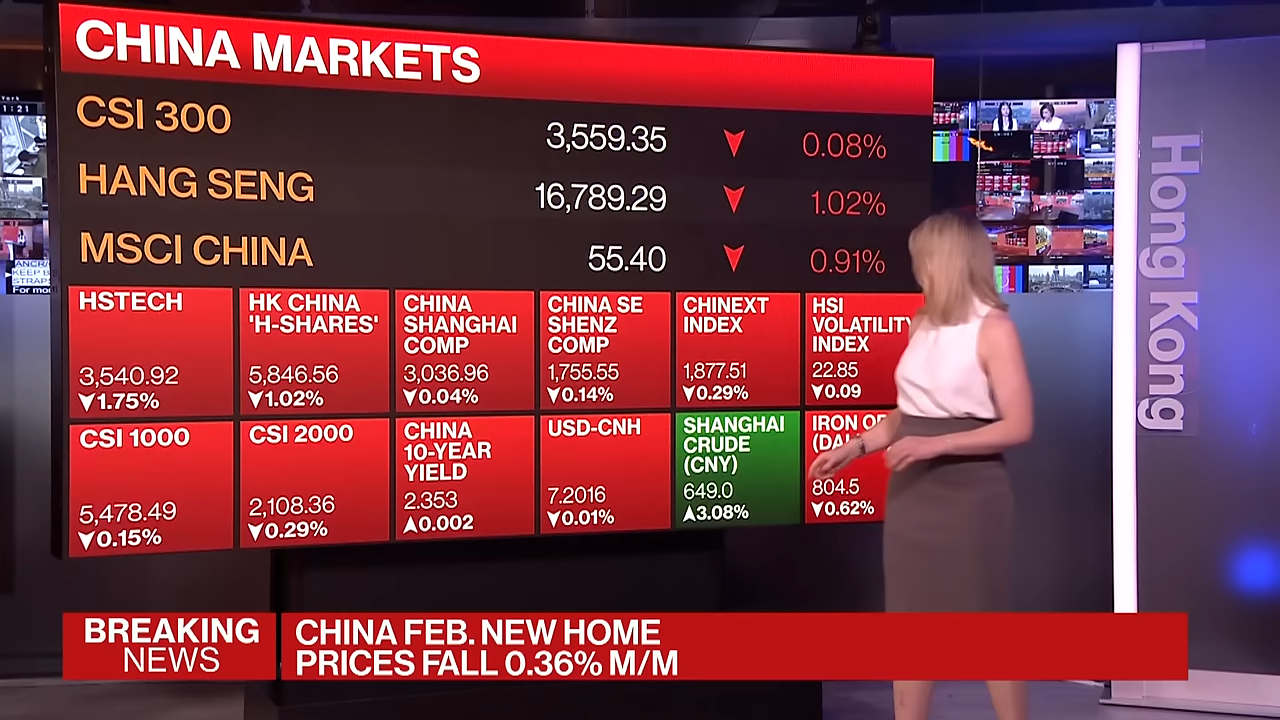 CHINA MARKETS
CSI 300 3,559.35 ▼ 0.08%
HANG SENG 16,789.29 ▼ 1.02%
MSCI CHINA 55.40 ▼ 0.91%
HSTECH
3,540.92
▼1.75%
HK CHINA
'H-SHARES'
5,846.56
▼1.02%
CHINA
SHANGHAI
COMP
3,036.96
▼0.04%
CHINA SE
SHENZ
COMP
1,755.55
▼0.14%
CHINEXT
INDEX
1,877.51
▼0.29%
HSI
VOLATILITY
INDEX
22.85
▼0.09
CSI 1000
5,478.49
▼0.15%
CSI 2000
2,108.36
▼0.29%
CHINA
10-YEAR
YIELD
2.353
▲0.002
USD-CNH
7.2016
▼0.01%
SHANGHAI
CRUDE
(CNY)
649.0
▲3.08%
IRON
804.5
▼0.62%
Hong Kong
York
1:21
KEEP
For
BREAKING
NEWS
CHINA FEB. NEW HOME
PRICES FALL 0.36% M/M